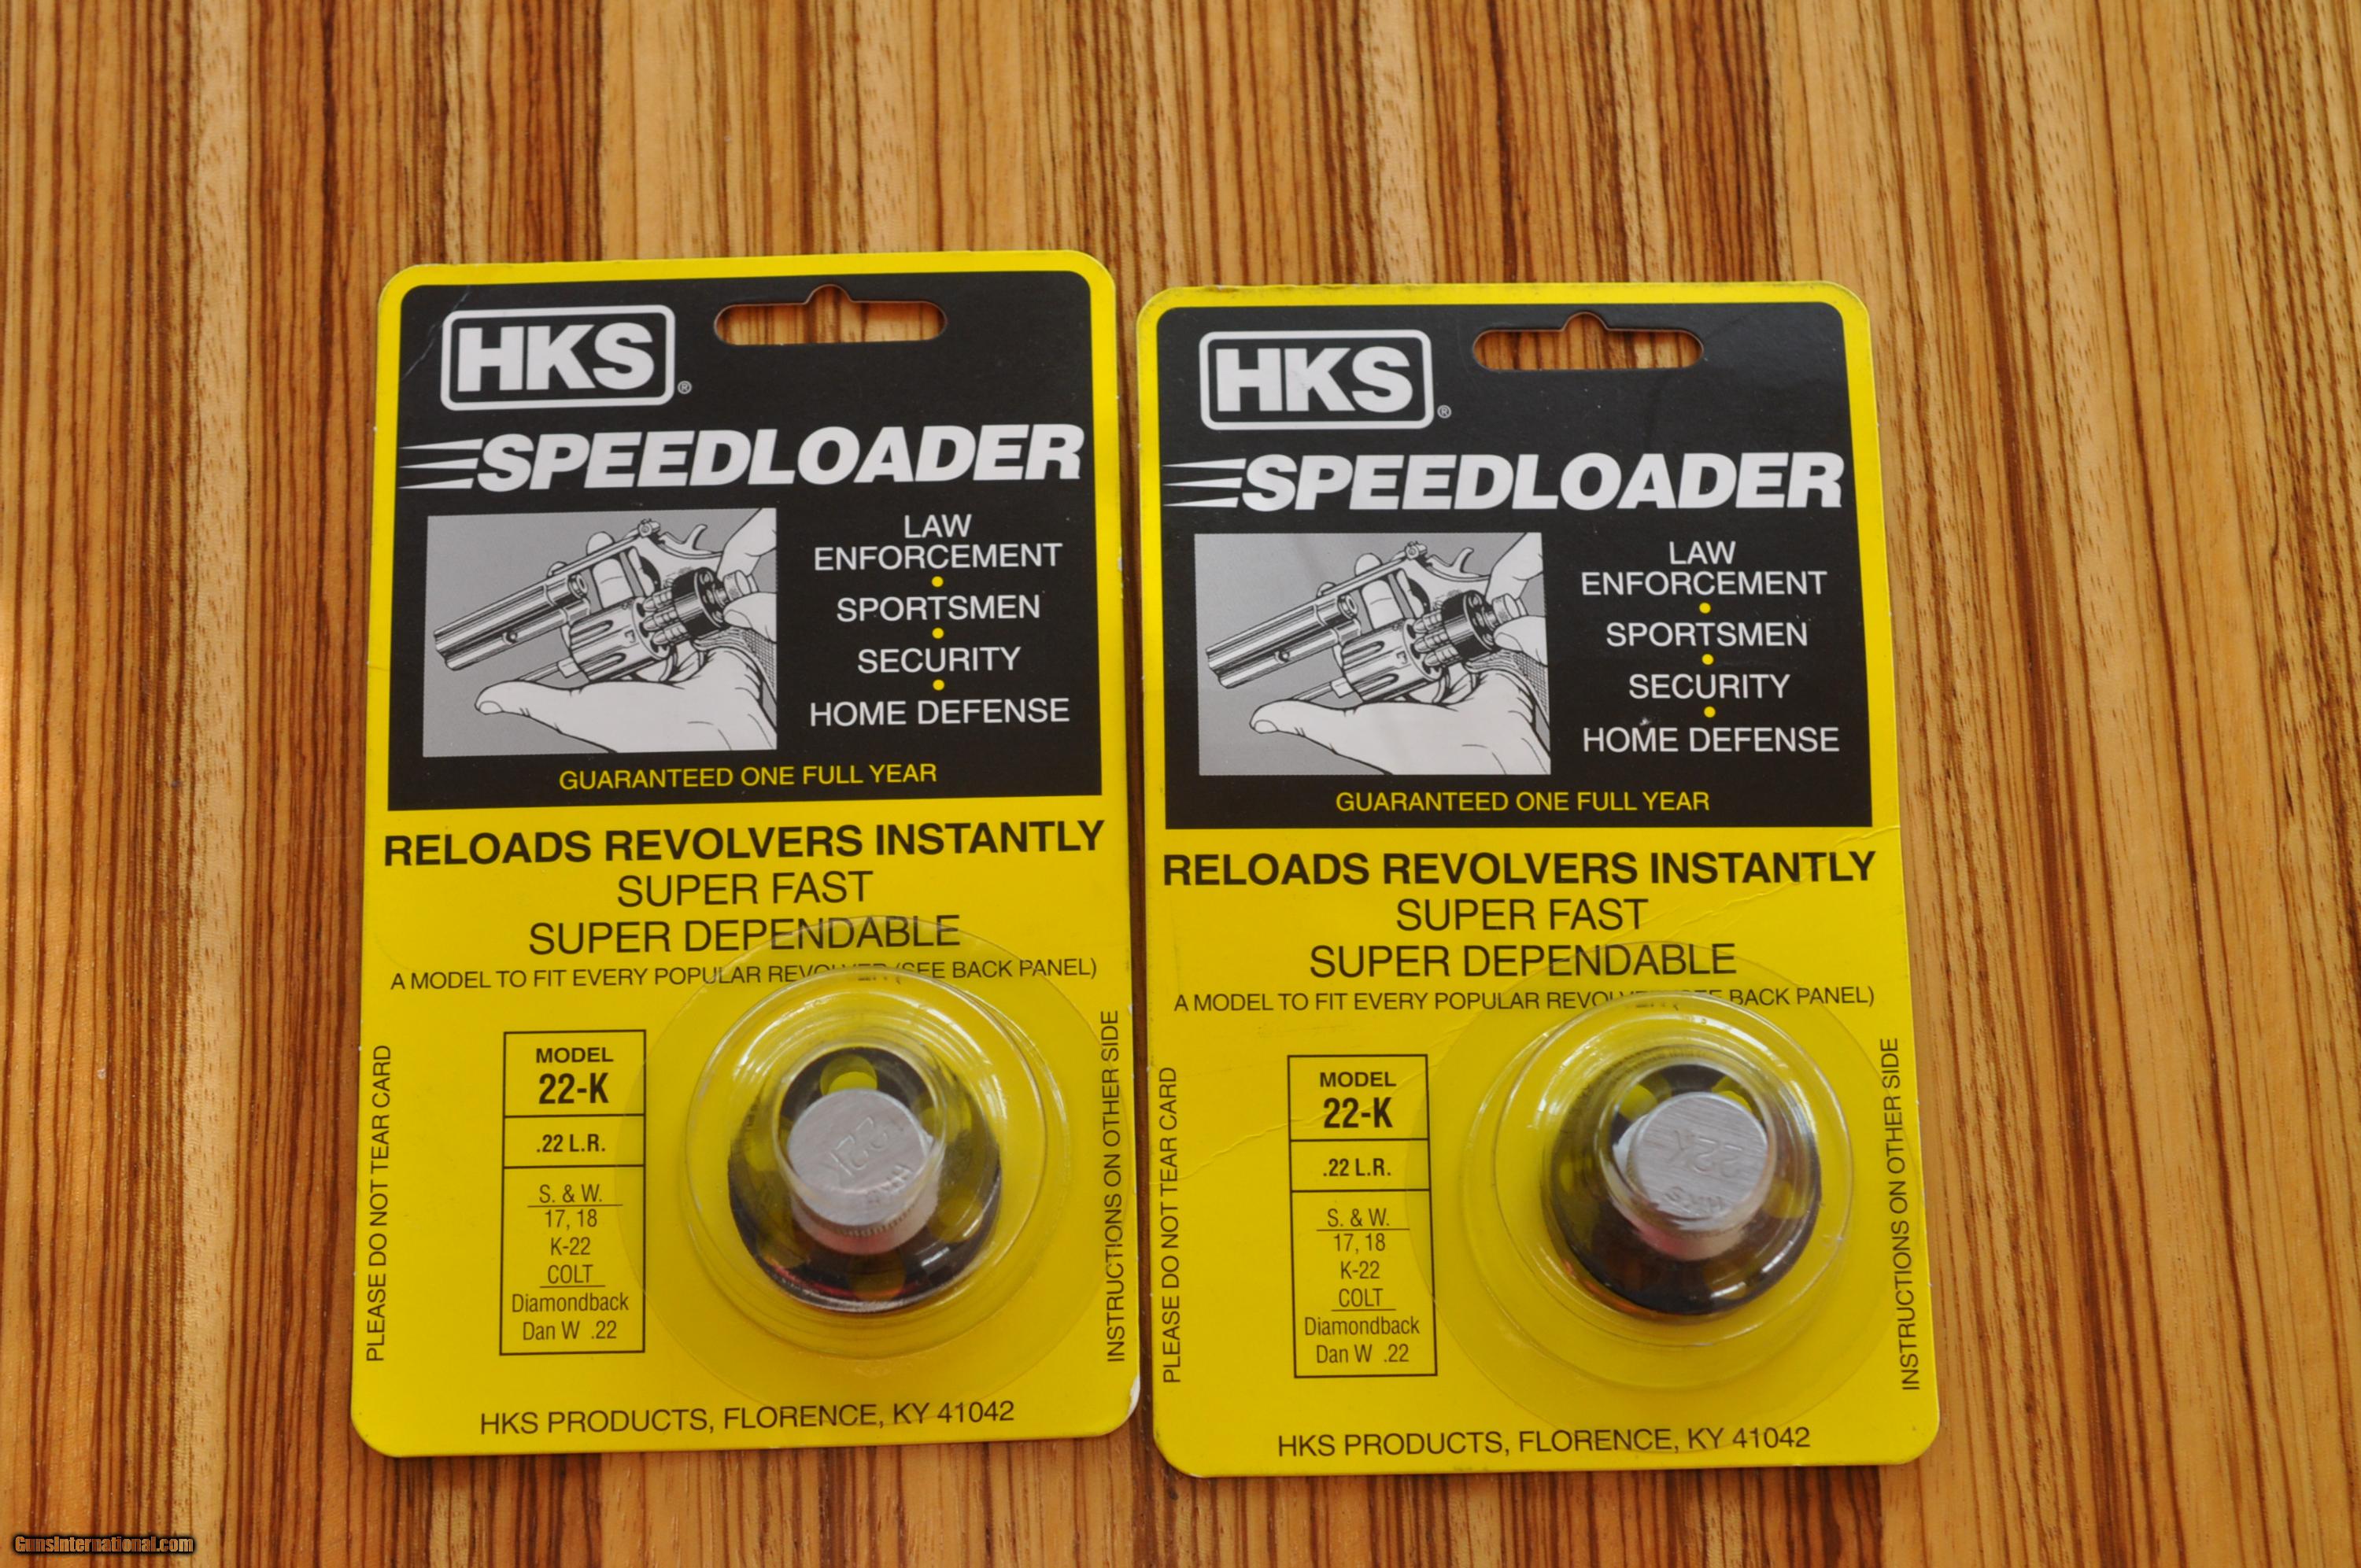 HKS®
SPEEDLOADER
LAW
ENFORCEMENT
SPORTSMEN
SECURITY
HOME DEFENSE
GUARANTEED ONE FULL YEAR
RELOADS REVOLVERS INSTANTLY
SUPER FAST
SUPER DEPENDABLE
A MODEL TO FIT EVERY POPULAR REVOLVER (SEE BACK PANEL)
PLEASE DO NOT TEAR CARD
MODEL
22-K
.22 L.R.
S. & W.
17, 18
K-22
COLT
Diamondback
Dan W .22
22K
HKS
INSTRUCTIONS ON OTHER SIDE
HKS PRODUCTS, FLORENCE, KY 41042
HKS®
SPEEDLOADER
LAW
ENFORCEMENT
SPORTSMEN
SECURITY
HOME DEFENSE
GUARANTEED ONE FULL YEAR
RELOADS REVOLVERS INSTANTLY
SUPER FAST
SUPER DEPENDABLE
A MODEL TO FIT EVERY POPULAR REVOLVER (SEE BACK PANEL)
PLEASE DO NOT TEAR CARD
MODEL
22-K
.22 L.R.
S. & W.
17, 18
K-22
COLT
Diamondback
Dan W .22
22K
HKS
INSTRUCTIONS ON OTHER SIDE
HKS PRODUCTS, FLORENCE, KY 41042
GunsInternational.com